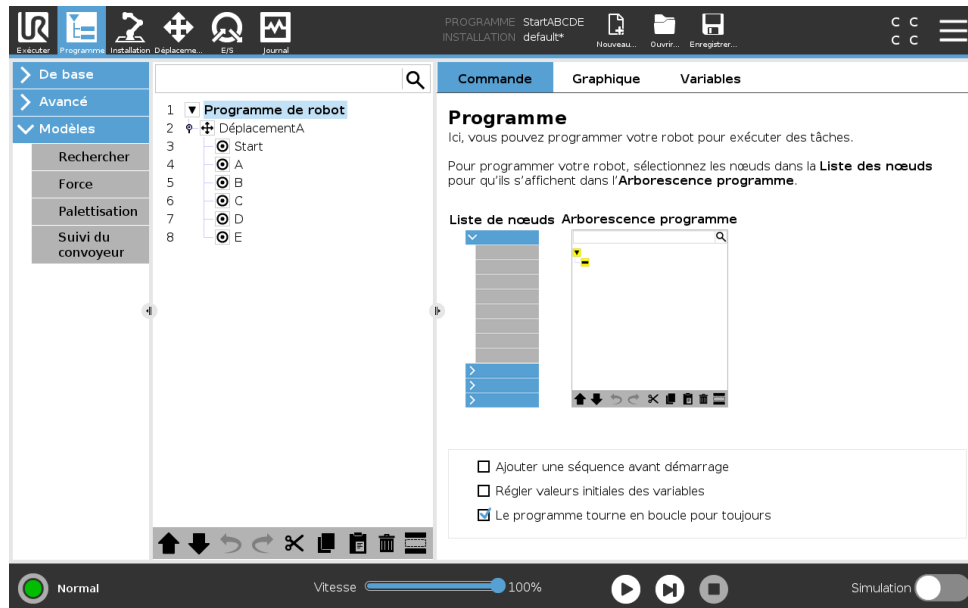 PROGRAMME StartABCDE
INSTALLATION default*
UR
Exécuter
Programme
Installation
Déplaceme...
E/S
Journal
Nouveau...
Ouvrir...
Enregistrer...
C C
C C
De base
Avancé
Modèles
Rechercher
Force
Palettisation
Suivi du
convoyeur
1 Programme de robot
2 DéplacementA
3 Start
4 A
5 B
6 C
7 D
8 E
Commande
Graphique
Variables
Programme
Ici, vous pouvez programmer votre robot pour exécuter des tâches.
Pour programmer votre robot, sélectionnez les nœuds dans la Liste des nœuds
pour qu'ils s'affichent dans l'Arborescence programme.
Liste de nœuds
Arborescence programme
Ajouter une séquence avant démarrage
Régler valeurs initiales des variables
Le programme tourne en boucle pour toujours
Normal
Vitesse
100%
Simulation